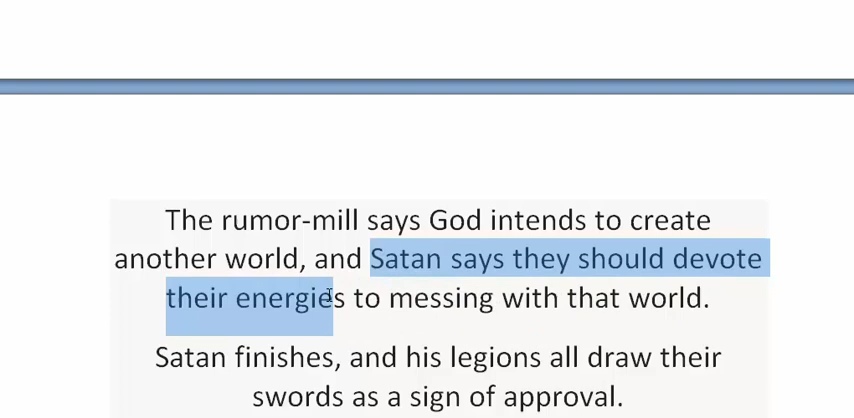 The rumor-mill says God intends to create
another world, and Satan says they should devote
their energies to messing with that world.
Satan finishes, and his legions all draw their
swords as a sign of approval.